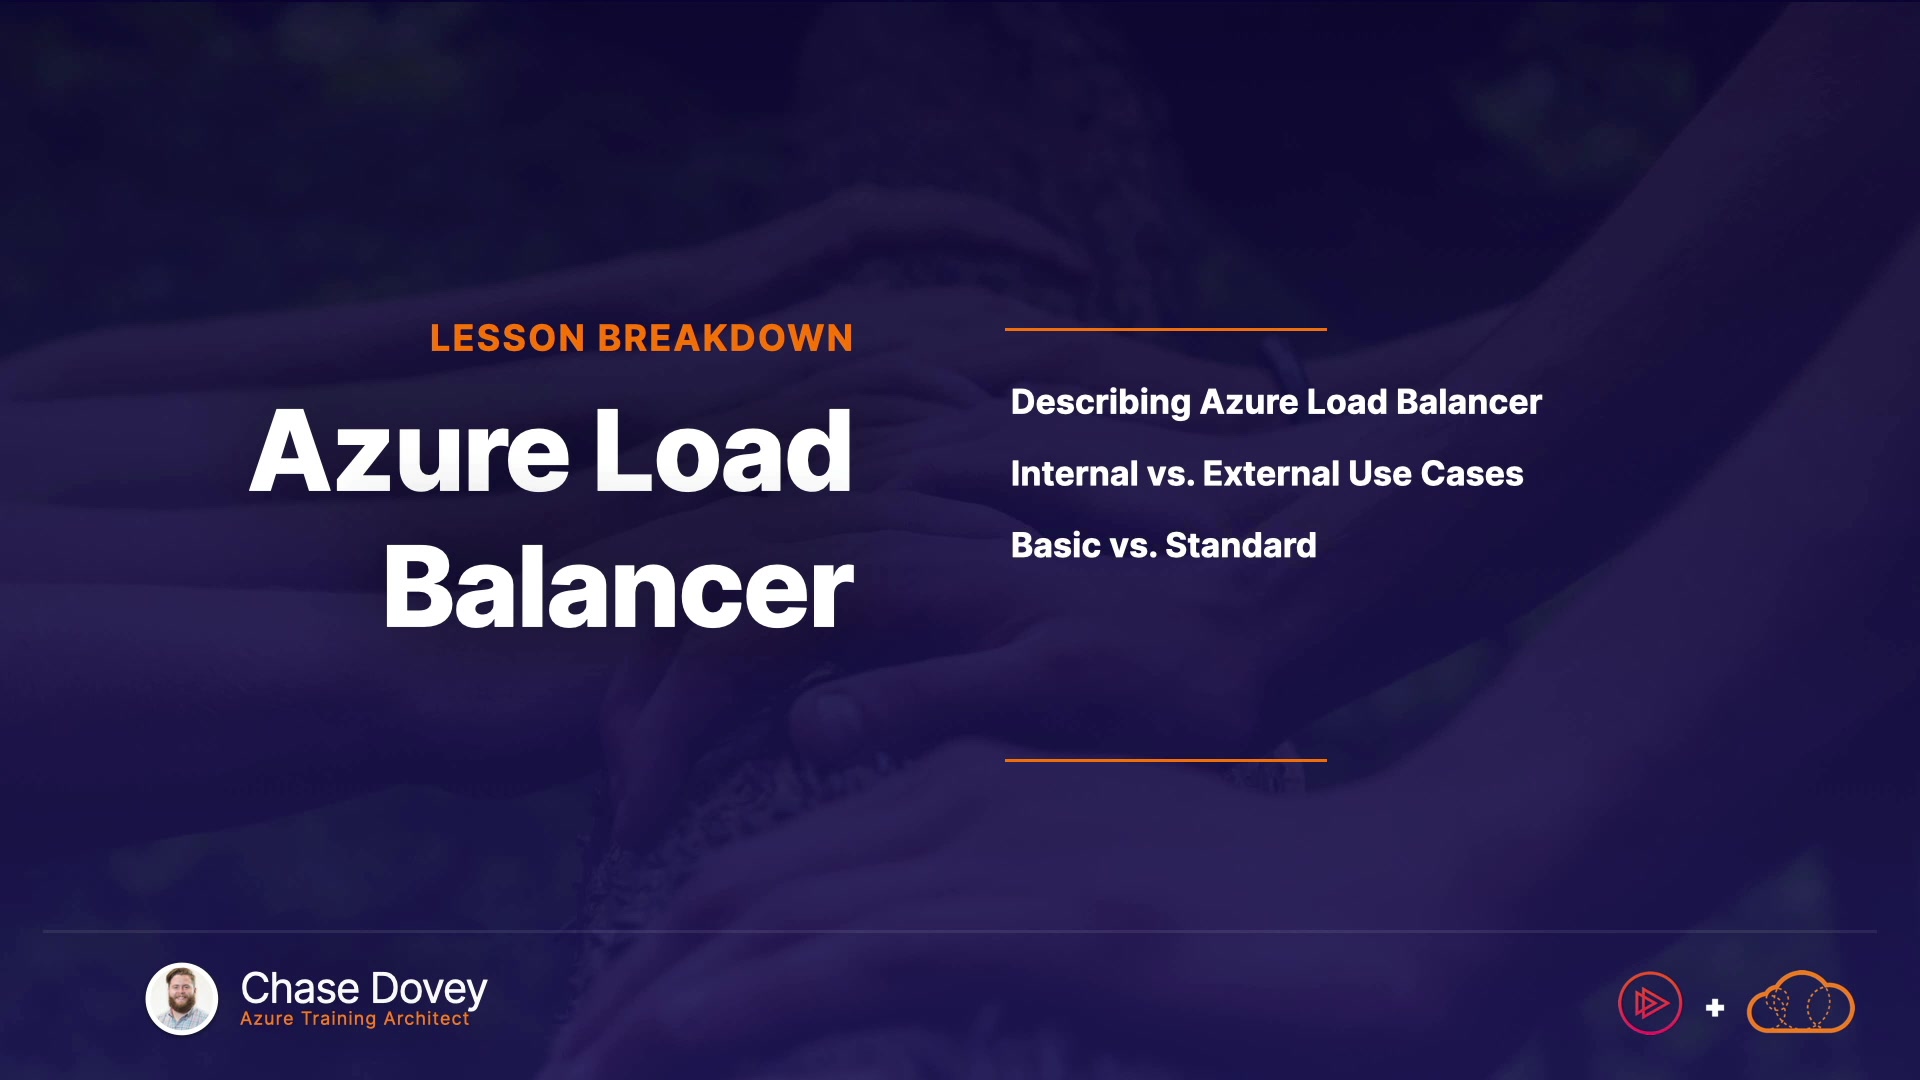 LESSON BREAKDOWN
Azure Load
Balancer
Describing Azure Load Balancer
Internal vs. External Use Cases
Basic vs. Standard
Chase Dovey
Azure Training Architect